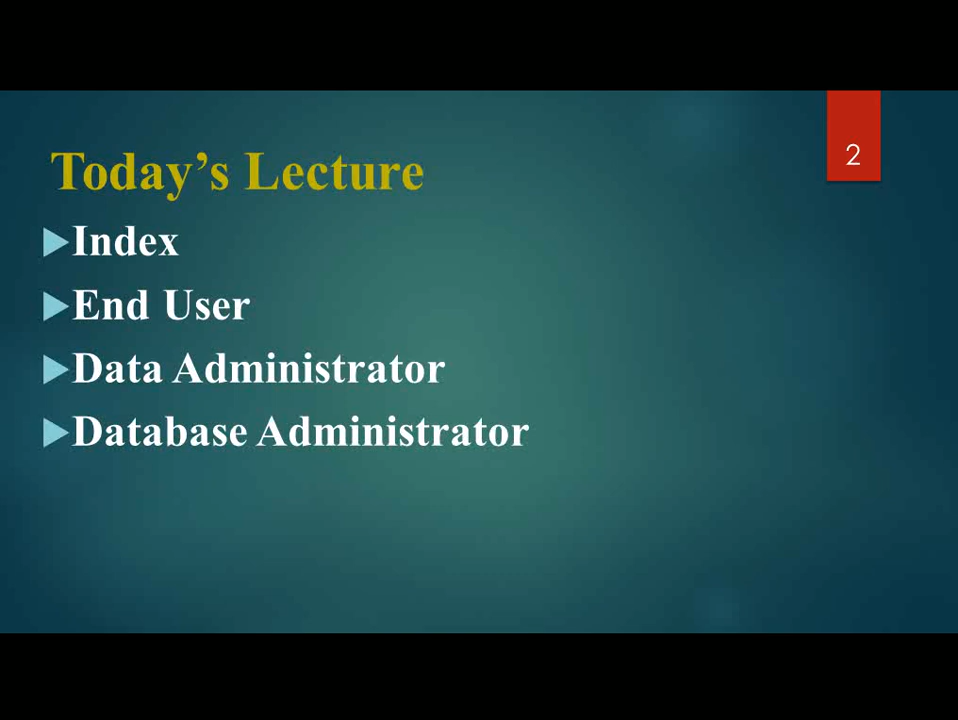 2
Today’s Lecture
Index
End User
Data Administrator
Database Administrator